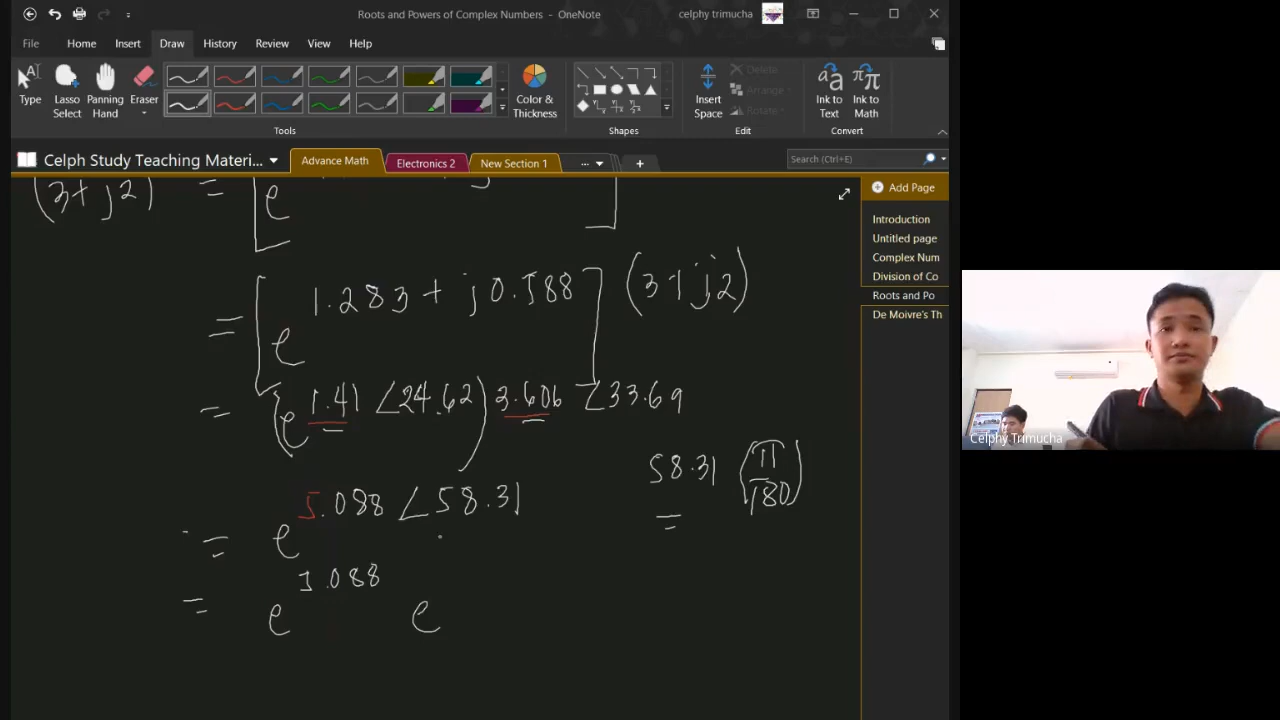 Roots and Powers of Complex Numbers - OneNote
celphy trimucha
File Home Insert Draw History Review View Help
Type
Lasso Select
Panning Hand
Eraser
Color & Thickness
Insert Space
Delete
Arrange
Rotate
Ink to Text
Ink to Math
Tools
Shapes
Edit
Convert
Celph Study Teaching Materi...
Advance Math
Electronics 2
New Section 1
...
Search (Ctrl+E)
Add Page
Introduction
Untitled page
Complex Num
Division of Co
Roots and Po
De Moivre's Th
(3+j2) = [e ]
= [e^1.283 + j0.588] (3+j2)
= (e^1.41 ∠24.62) 3.606 ∠33.69
58.31 (π/180)
=
= e^5.088 ∠58.31
= e^5.088 e
Celphy Trimucha